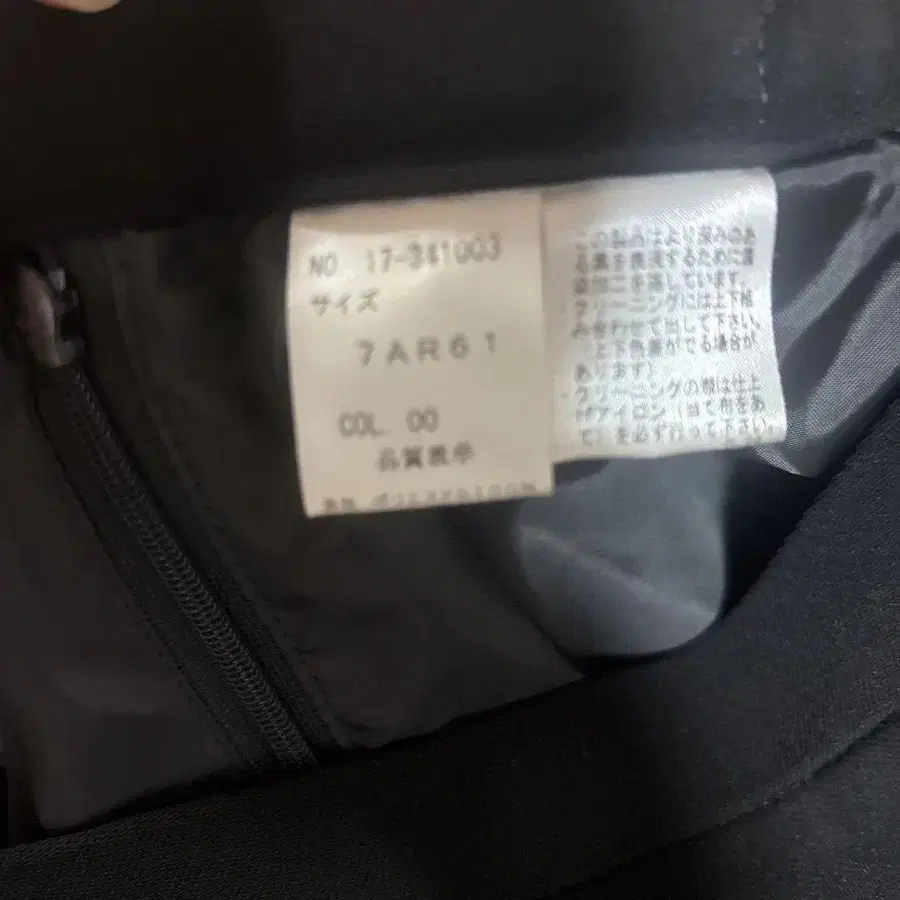 NO. 17-341003
サイズ
7AR61
COL 00
品質表示
この製品はより深みのあ
る黒を表現するために濃
染加工を施しています。
クリーニングには上下組
み合わせて出して下さい。
上下色差がでる場合が
あります)
クリーニングの際は仕上
げアイロン(当て布をあ
て)を必ず行って下さい。